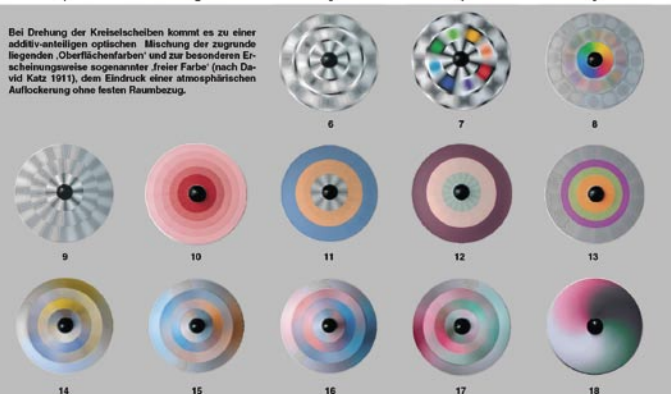 Bei Drehung der Kreiselscheiben kommt es zu einer
additiv-anteiligen optischen Mischung der zugrunde
liegenden ‚Oberflächenfarben‘ und zur besonderen Er-
scheinungsweise sogenannter ‚freier Farbe‘ (nach Da-
vid Katz 1911), dem Eindruck einer atmosphärischen
Auflockerung ohne festen Raumbezug.
6 7 8
9 10 11 12 13
14 15 16 17 18